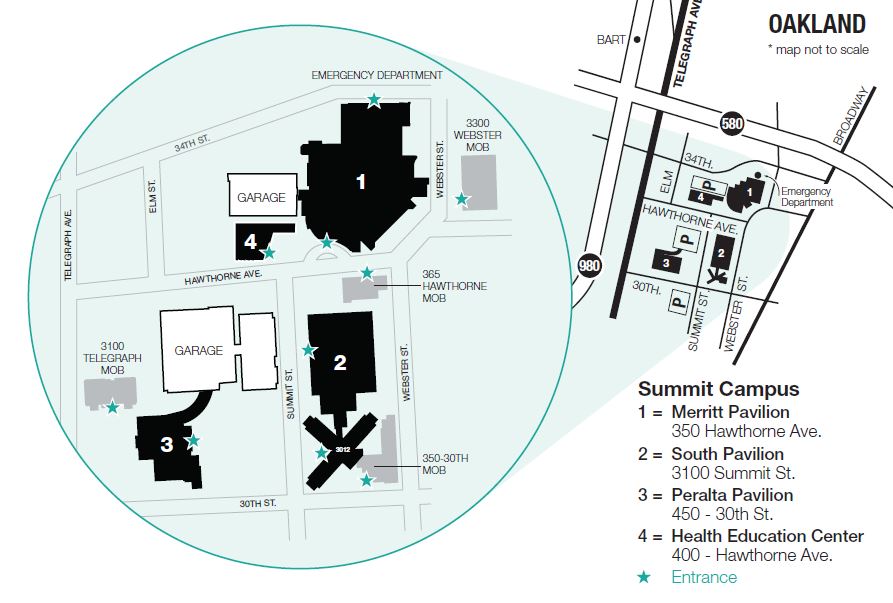 OAKLAND
* map not to scale
BART
TELEGRAPH AVE
580
BROADWAY
34TH.
ELM
P
4
1
Emergency
Department
HAWTHORNE AVE.
P
2
3
980
30TH.
P
SUMMIT ST.
WEBSTER ST.
EMERGENCY DEPARTMENT
34TH ST.
3300
WEBSTER
MOB
WEBSTER ST.
1
ELM ST.
GARAGE
TELEGRAPH AVE.
4
HAWTHORNE AVE.
365
HAWTHORNE
MOB
3100
TELEGRAPH
MOB
GARAGE
2
SUMMIT ST.
WEBSTER ST.
3
3012
350-30TH
MOB
30TH ST.
Summit Campus
1 = Merritt Pavilion
350 Hawthorne Ave.
2 = South Pavilion
3100 Summit St.
3 = Peralta Pavilion
450 - 30th St.
4 = Health Education Center
400 - Hawthorne Ave.
★ Entrance